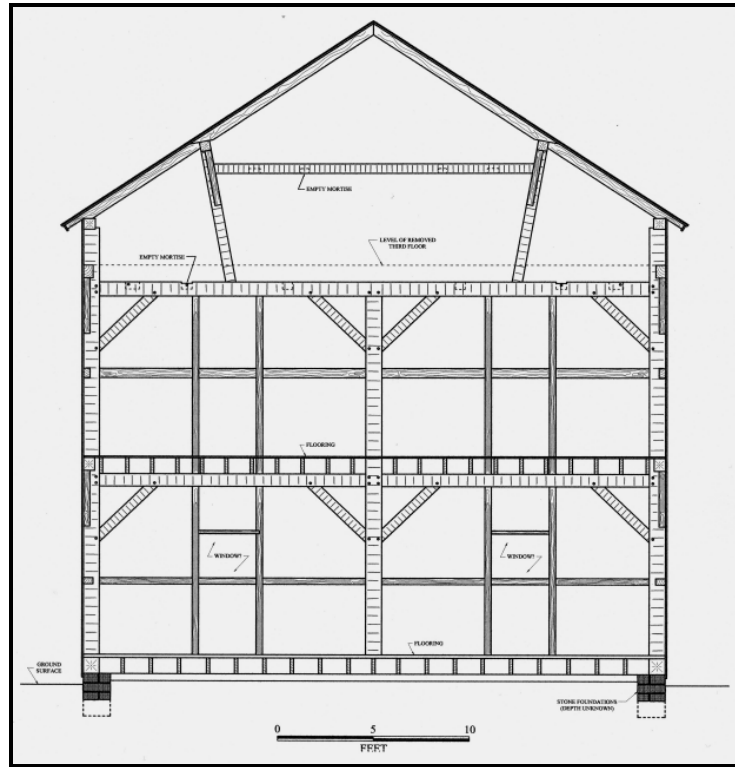 EMPTY MORTISE
LEVEL OF REMOVED
THIRD FLOOR
EMPTY MORTISE
FLOORING
WINDOW?
WINDOW?
FLOORING
GROUND
SURFACE
STONE FOUNDATIONS
(DEPTH UNKNOWN)
0 5 10
FEET